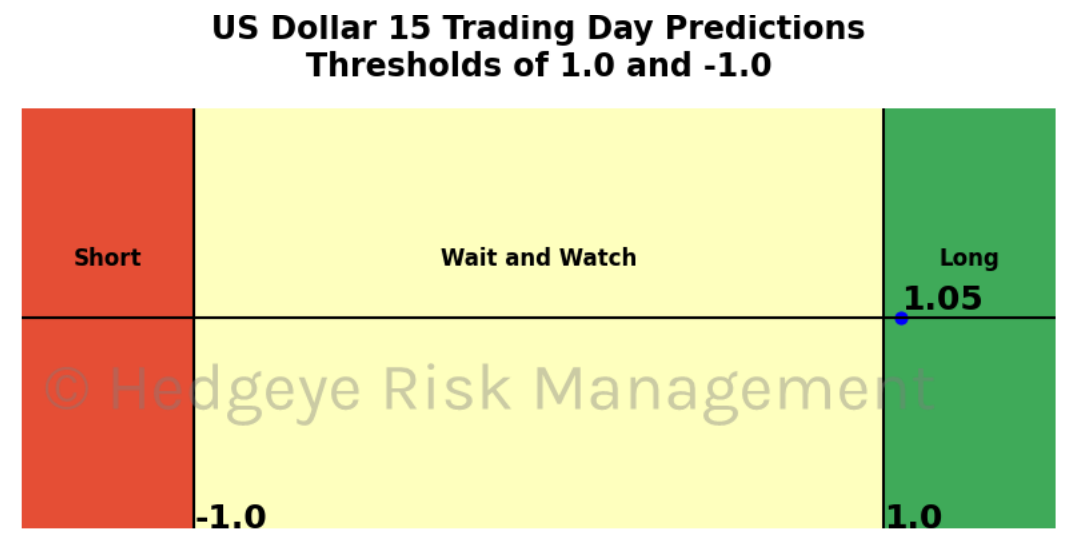 US Dollar 15 Trading Day Predictions
Thresholds of 1.0 and -1.0
Short
Wait and Watch
Long
1.05
© Hedgeye Risk Management
-1.0
1.0